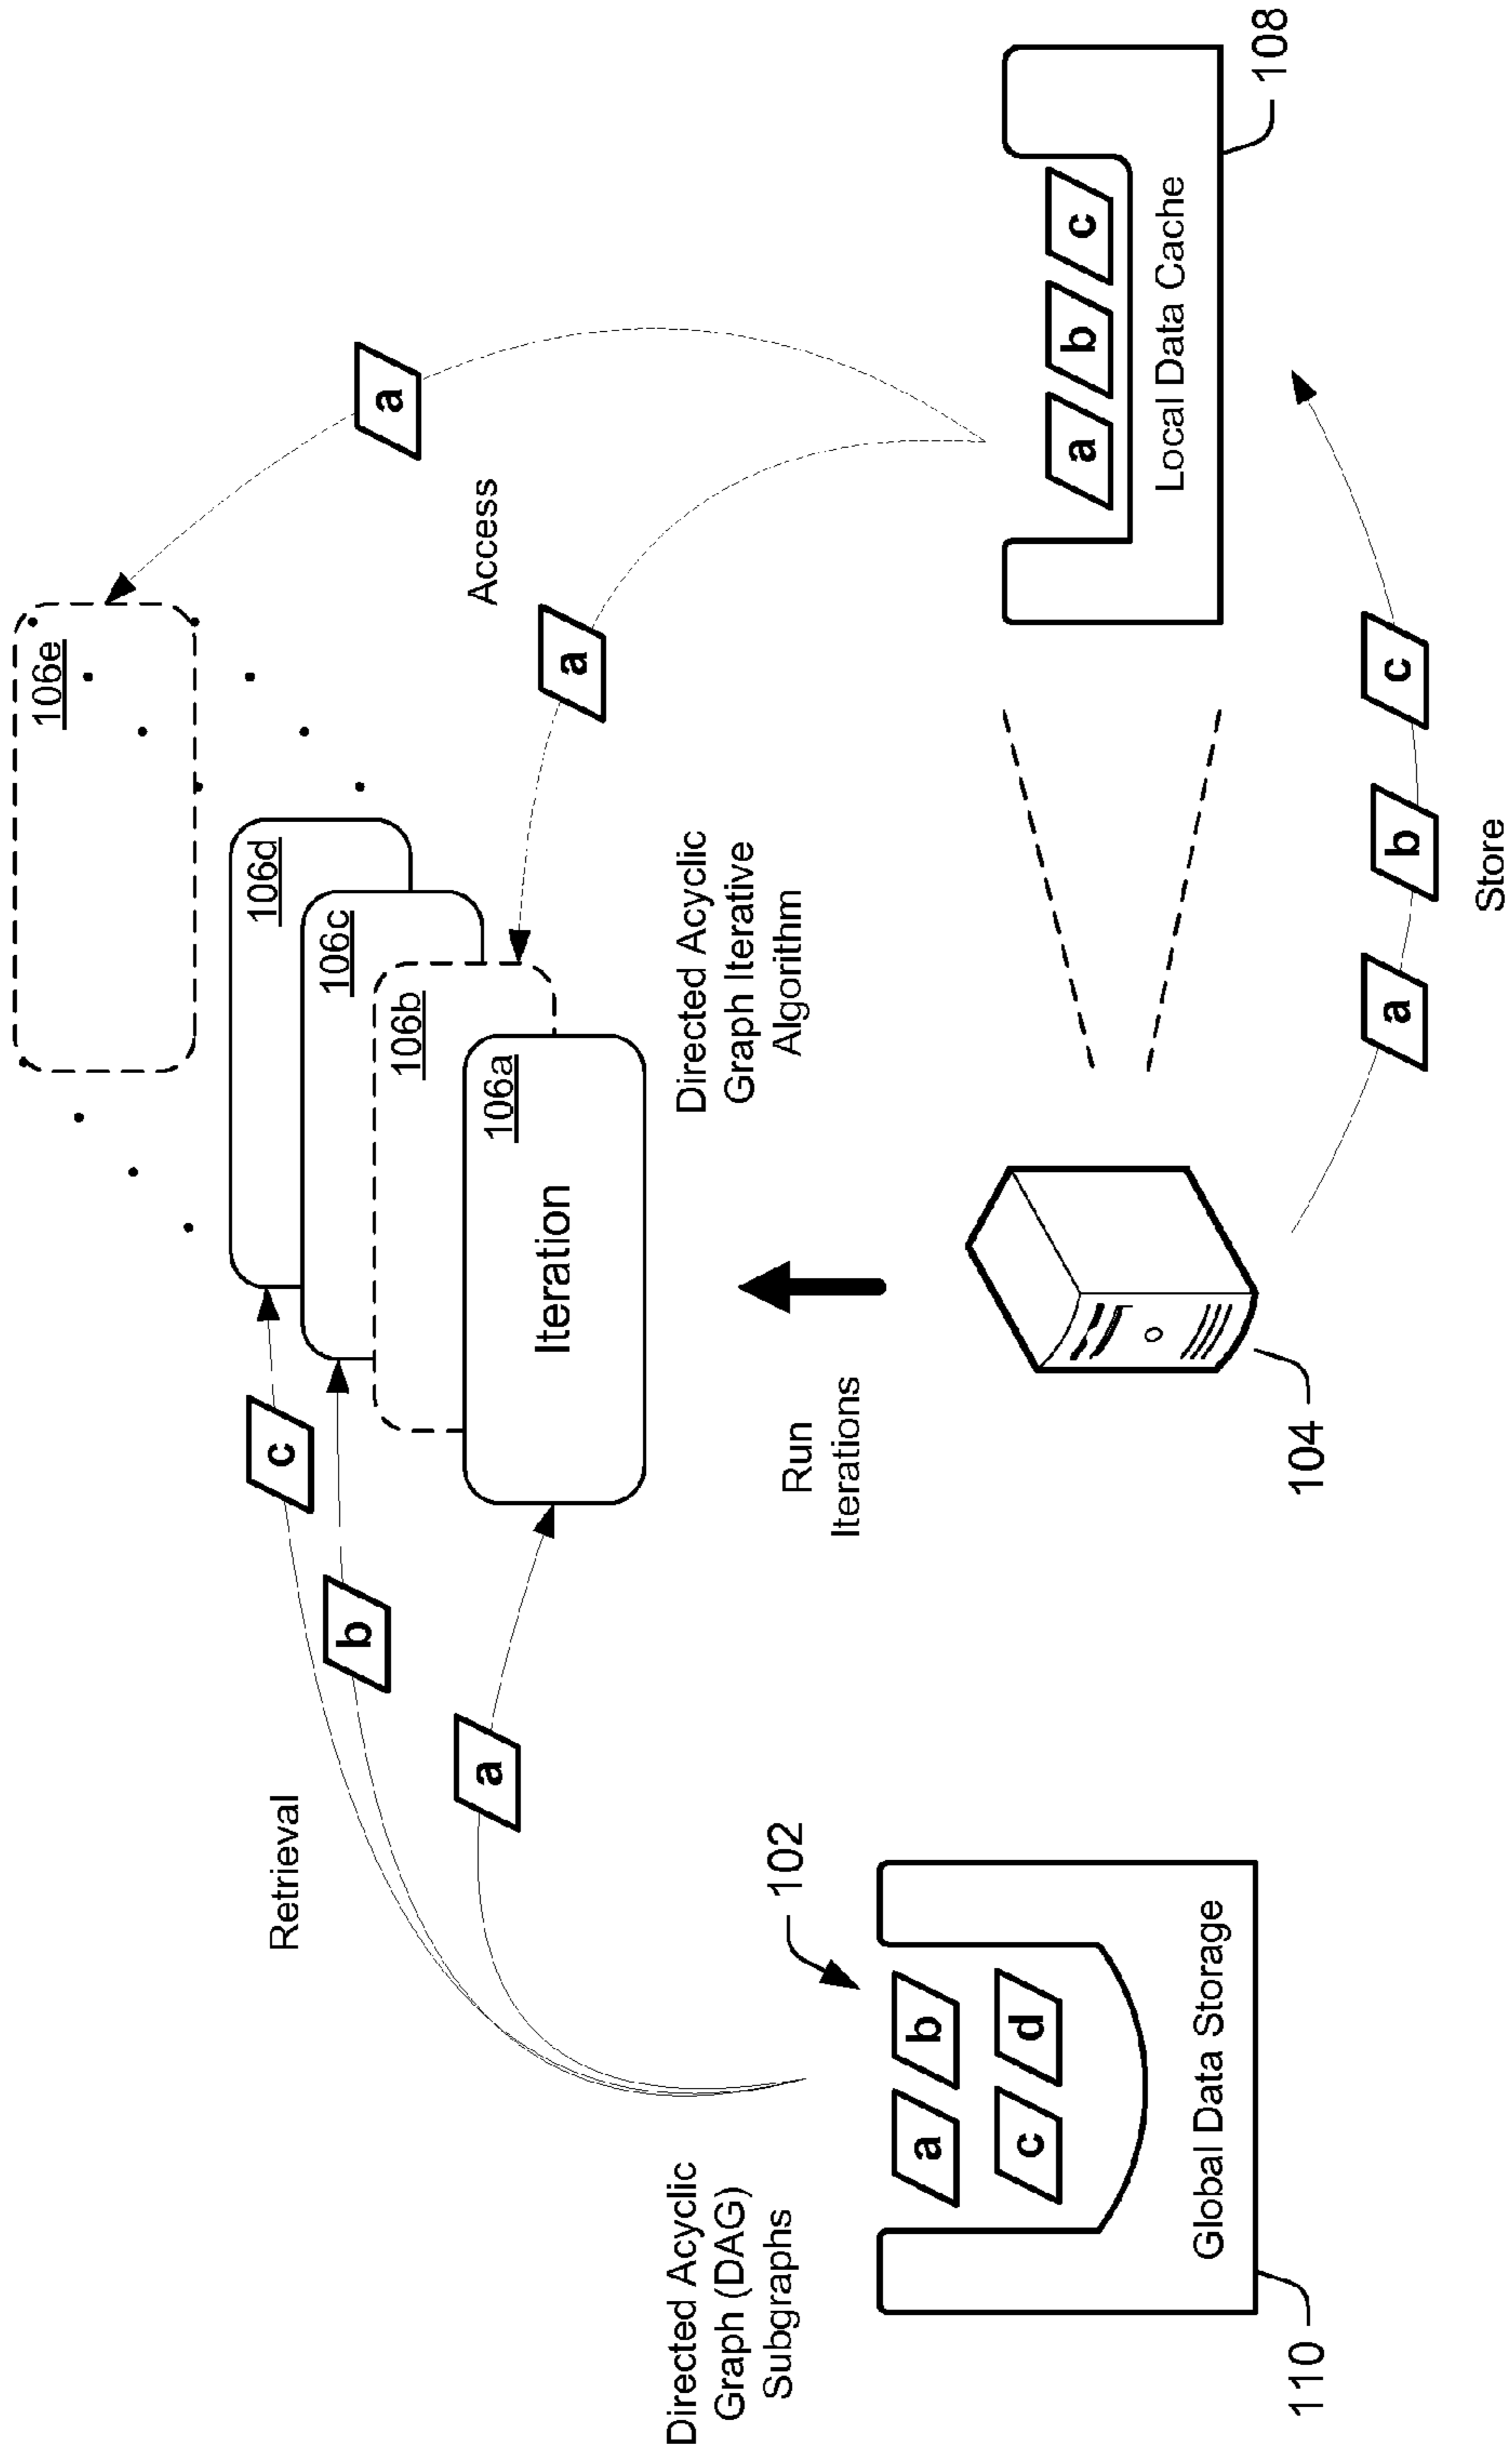 Retrieval
c
b
a
106e
106d
106c
106b
106a
Iteration
a
Access
a
Directed Acyclic
Graph Iterative
Algorithm
Directed Acyclic
Graph (DAG)
Subgraphs
102
a
b
c
d
Global Data Storage
110
Run
Iterations
104
a
b
c
Local Data Cache
108
a
b
c
Store